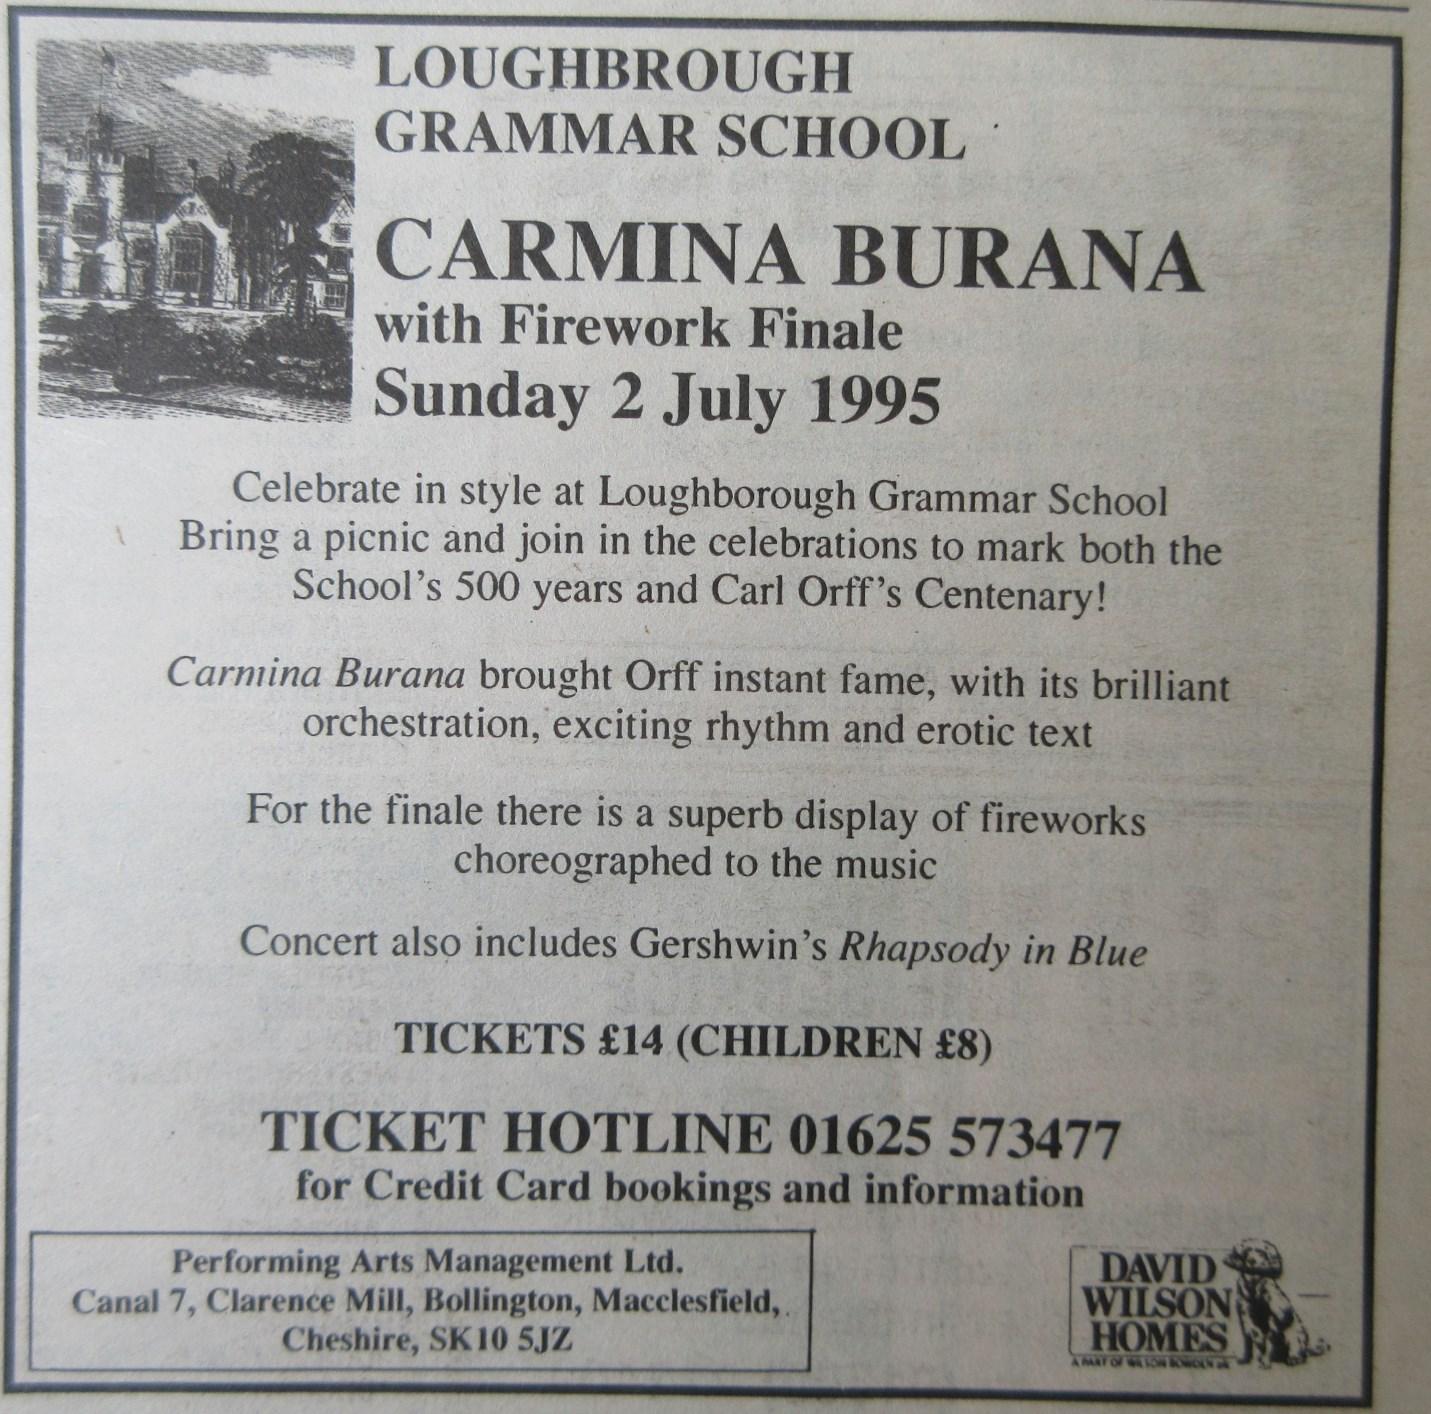 LOUGHBROUGH
GRAMMAR SCHOOL
CARMINA BURANA
with Firework Finale
Sunday 2 July 1995
Celebrate in style at Loughborough Grammar School
Bring a picnic and join in the celebrations to mark both the
School's 500 years and Carl Orff's Centenary!
Carmina Burana brought Orff instant fame, with its brilliant
orchestration, exciting rhythm and erotic text
For the finale there is a superb display of fireworks
choreographed to the music
Concert also includes Gershwin's Rhapsody in Blue
TICKETS £14 (CHILDREN £8)
TICKET HOTLINE 01625 573477
for Credit Card bookings and information
Performing Arts Management Ltd.
Canal 7, Clarence Mill, Bollington, Macclesfield,
Cheshire, SK10 5JZ
DAVID
WILSON
HOMES
A PART OF WILSON BOWDEN